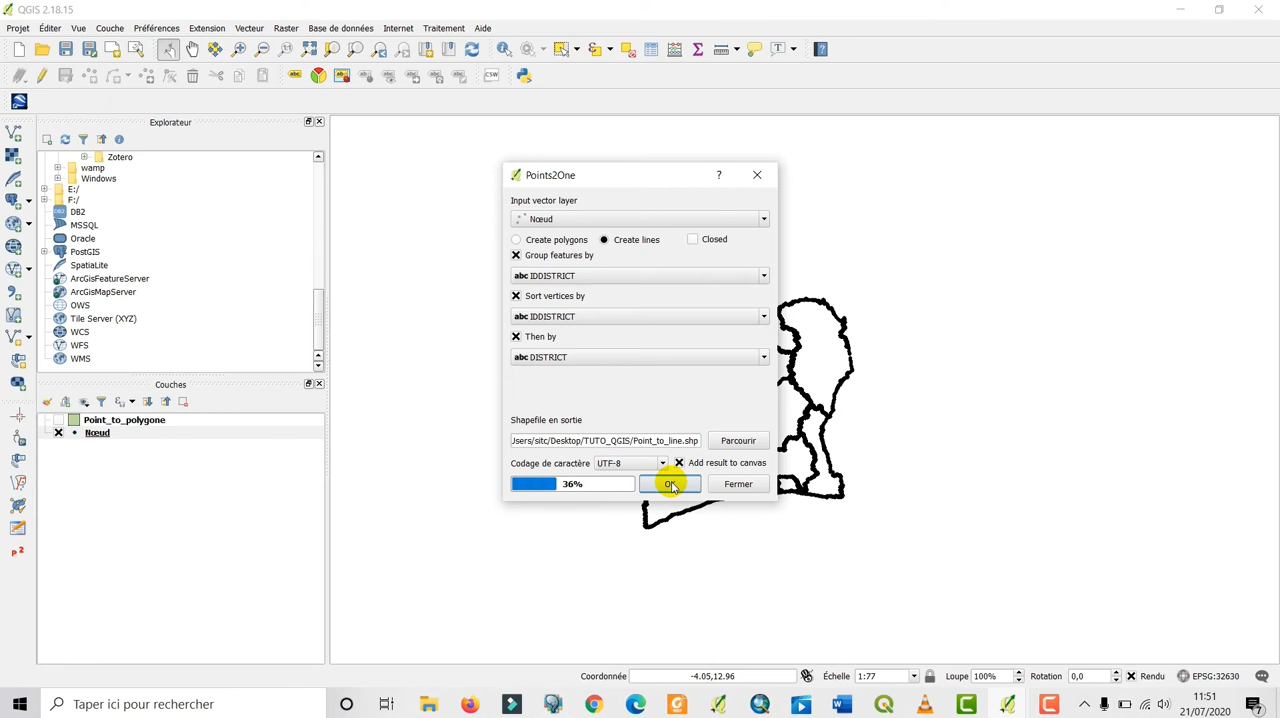 QGIS 2.18.15
Projet Éditer Vue Couche Préférences Extension Vecteur Raster Base de données Internet Traitement Aide
Explorateur
Zotero
wamp
Windows
E:/
F:/
DB2
MSSQL
Oracle
PostGIS
SpatiaLite
ArcGisFeatureServer
ArcGisMapServer
OWS
Tile Server (XYZ)
WCS
WFS
WMS
Couches
Point_to_polygone
Nœud
Points2One
Input vector layer
Nœud
Create polygons Create lines Closed
Group features by
abc IDDISTRICT
Sort vertices by
abc IDDISTRICT
Then by
abc DISTRICT
Shapefile en sortie
Jsers/sitc/Desktop/TUTO_QGIS/Point_to_line.shp Parcourir
Codage de caractère UTF-8 Add result to canvas
36% OK Fermer
Coordonnée -4.05,12.96 Échelle 1:77 Loupe 100% Rotation 0,0 Rendu EPSG:32630
Taper ici pour rechercher
11:51
21/07/2020